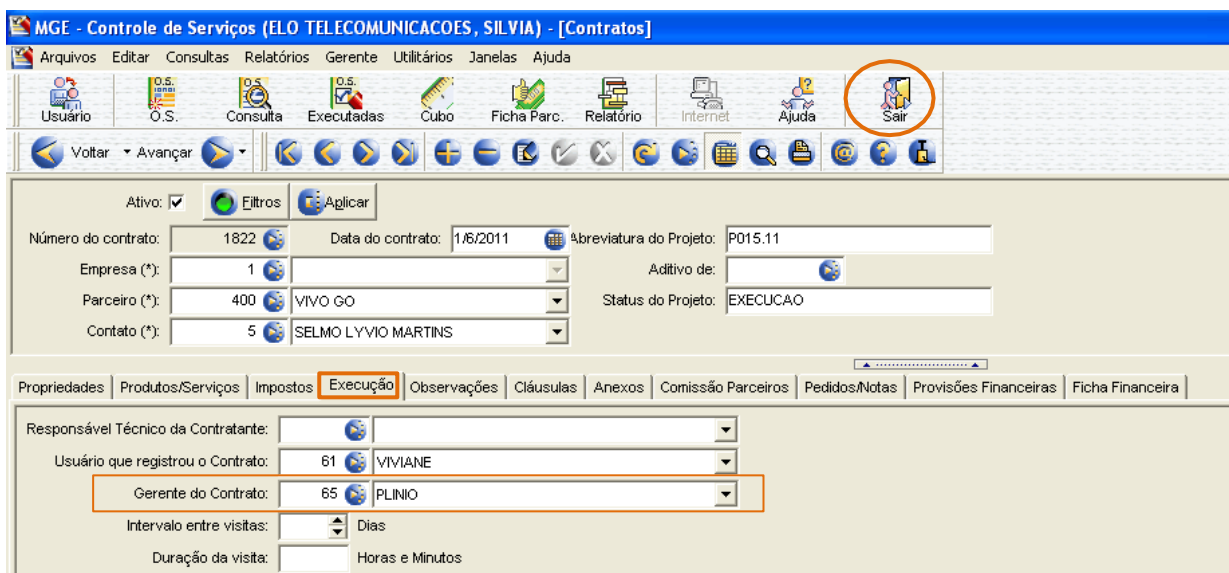 MGE - Controle de Serviços (ELO TELECOMUNICACOES, SILVIA) - [Contratos]
Arquivos Editar Consultas Relatórios Gerente Utilitários Janelas Ajuda
Usuário O.S. Consulta Executadas Cubo Ficha Parc. Relatório Internet Ajuda Sair
Voltar Avançar
Ativo: Filtros Aplicar
Número do contrato: 1822 Data do contrato: 1/6/2011 Abreviatura do Projeto: P015.11
Empresa (*): 1 Aditivo de:
Parceiro (*): 400 VIVO GO Status do Projeto: EXECUCAO
Contato (*): 5 SELMO LYVIO MARTINS
Propriedades Produtos/Serviços Impostos Execução Observações Cláusulas Anexos Comissão Parceiros Pedidos/Notas Provisões Financeiras Ficha Financeira
Responsável Técnico da Contratante:
Usuário que registrou o Contrato: 61 VIVIANE
Gerente do Contrato: 65 PLINIO
Intervalo entre visitas: Dias
Duração da visita: Horas e Minutos